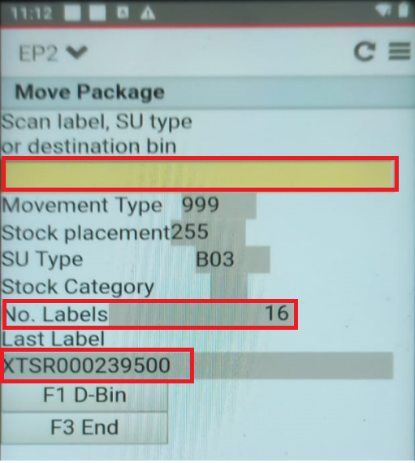 11:12
EP2
Move Package
Scan label, SU type
or destination bin
Movement Type 999
Stock placement 255
SU Type B03
Stock Category
No. Labels 16
Last Label
XTSR000239500
F1 D-Bin
F3 End